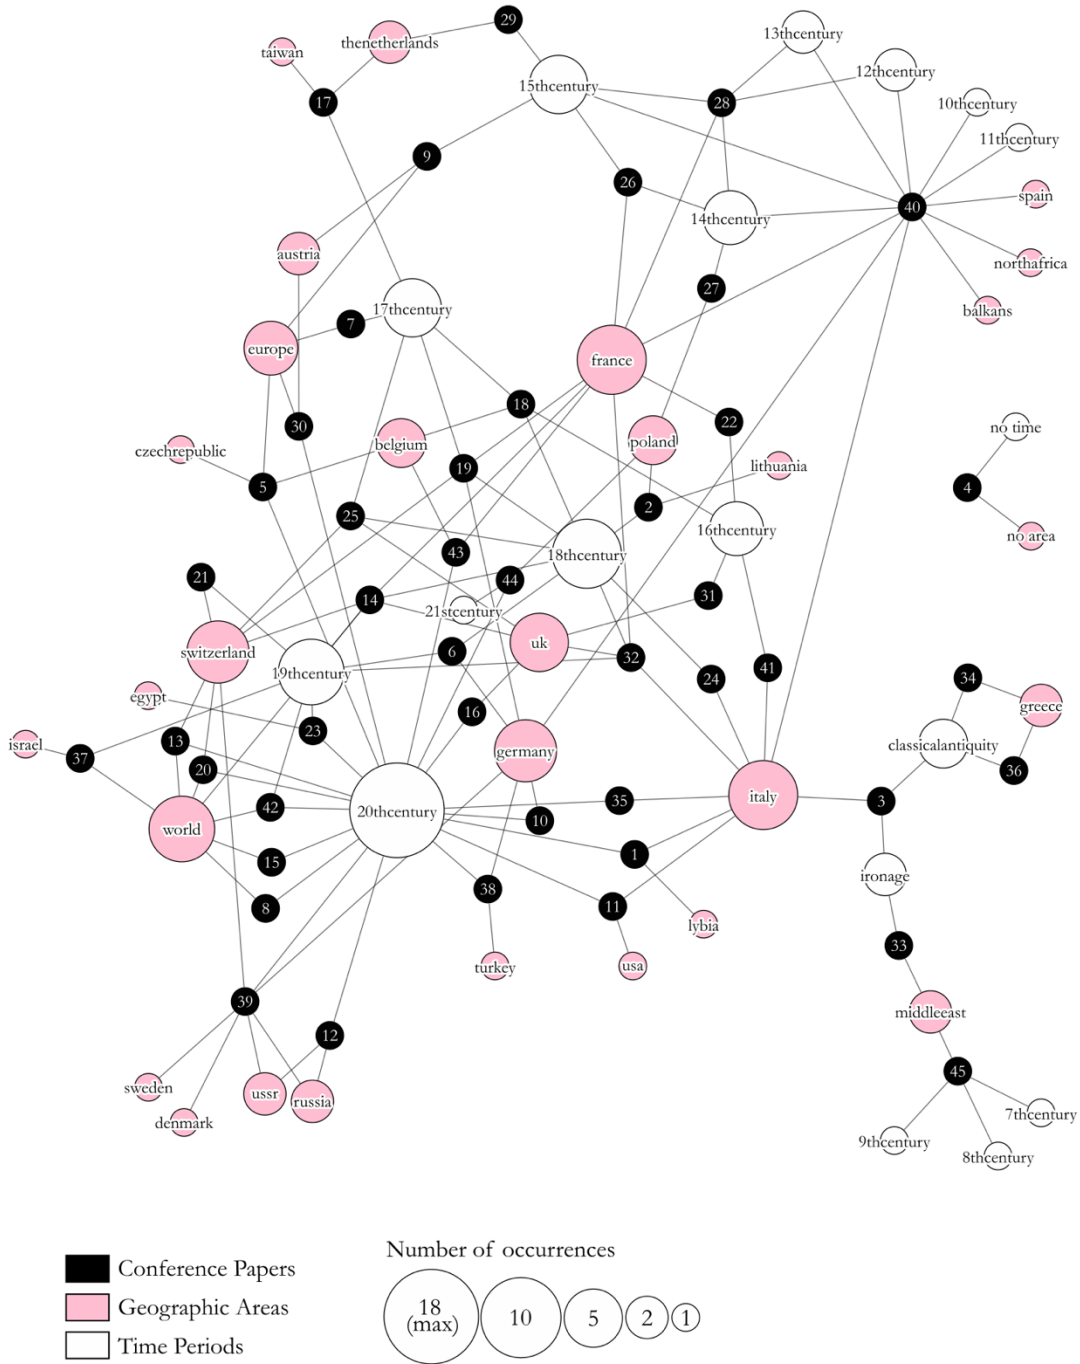 29
13thcentury
taiwan
thenetherlands
12thcentury
15thcentury
17
28
10thcentury
11thcentury
9
26
spain
40
14thcentury
austria
northafrica
27
17thcentury
balkans
7
europe
france
18
30
22
no time
belgium
poland
czechrepublic
19
lithuania
5
4
2
25
16thcentury
no area
43
18thcentury
21
44
14
31
21stcentury
uk
switzerland
6
32
41
19thcentury
24
34
egypt
16
greece
23
israel
13
germany
classicalantiquity
37
20
36
italy
42
20thcentury
35
3
world
10
15
1
ironage
38
8
11
lybia
33
turkey
usa
39
middleeast
12
45
sweden
ussr
russia
denmark
7thcentury
9thcentury
8thcentury
Number of occurrences
Conference Papers
Geographic Areas
Time Periods
18
(max)
10
5
2
1